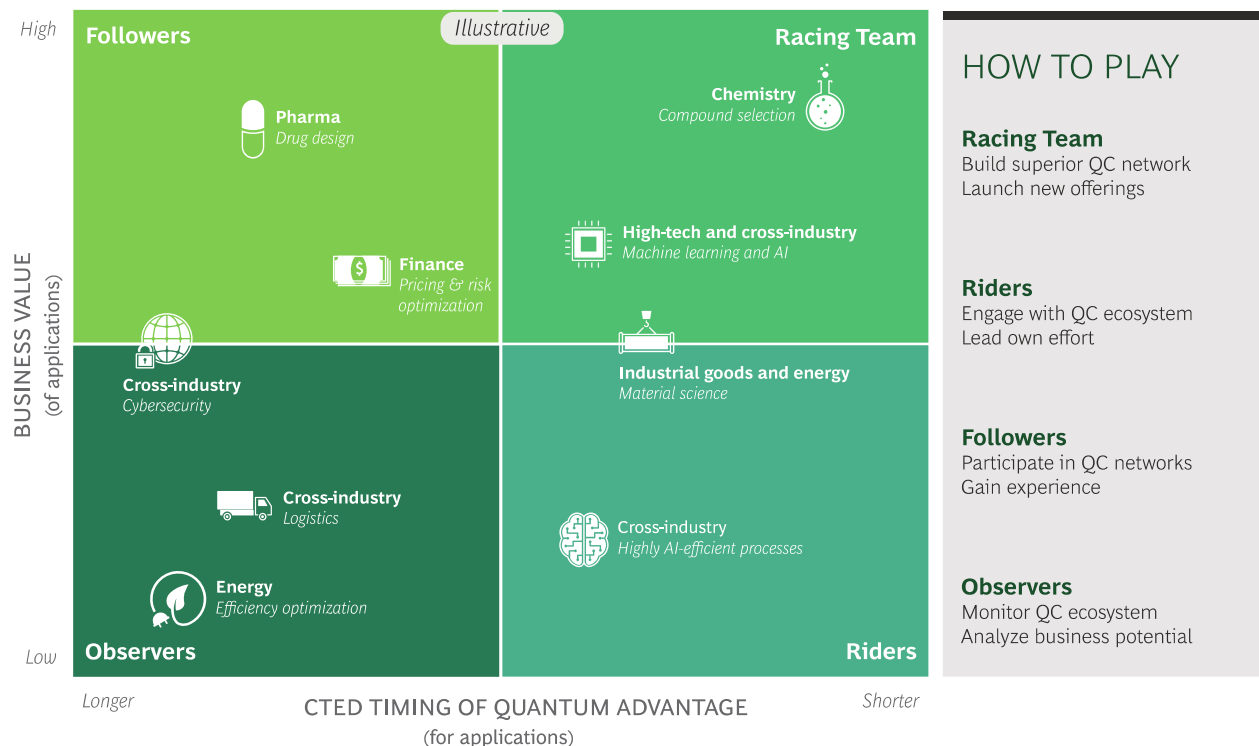 High
Followers
Illustrative
Racing Team
Pharma
Drug design
Chemistry
Compound selection
High-tech and cross-industry
Machine learning and AI
Finance
Pricing & risk
optimization
$
BUSINESS VALUE
(of applications)
Cross-industry
Cybersecurity
Industrial goods and energy
Material science
Cross-industry
Logistics
Cross-industry
Highly AI-efficient processes
Energy
Efficiency optimization
Low
Observers
Riders
Longer
CTED TIMING OF QUANTUM ADVANTAGE
(for applications)
Shorter
HOW TO PLAY
Racing Team
Build superior QC network
Launch new offerings
Riders
Engage with QC ecosystem
Lead own effort
Followers
Participate in QC networks
Gain experience
Observers
Monitor QC ecosystem
Analyze business potential